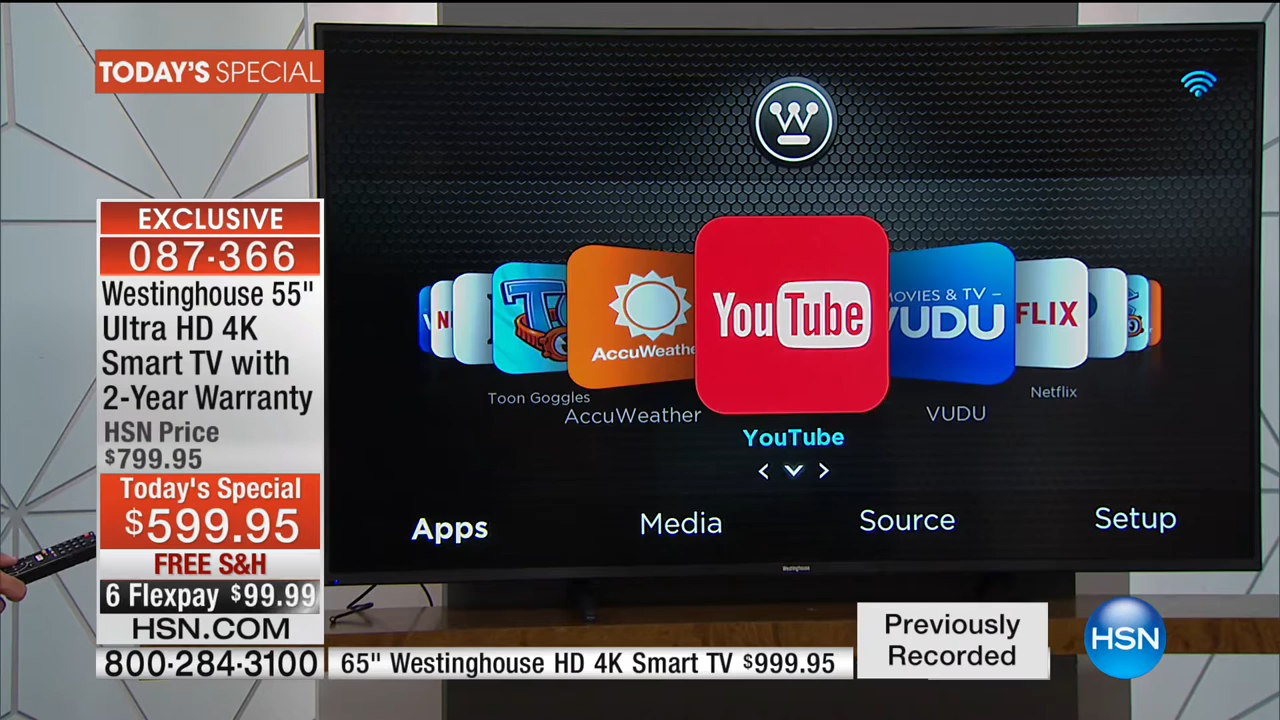 TODAY'S SPECIAL
EXCLUSIVE
087-366
Westinghouse 55"
Ultra HD 4K
Smart TV with
2-Year Warranty
HSN Price
$799.95
Today's Special
$599.95
FREE S&H
6 Flexpay $99.99
HSN.COM
800-284-3100
65" Westinghouse HD 4K Smart TV $999.95
Previously
Recorded
HSN
W
AccuWeathe
YouTube
MOVIES & TV –
VUDU
FLIX
Toon Goggles
AccuWeather
YouTube
VUDU
Netflix
< >
Apps
Media
Source
Setup
Westinghouse